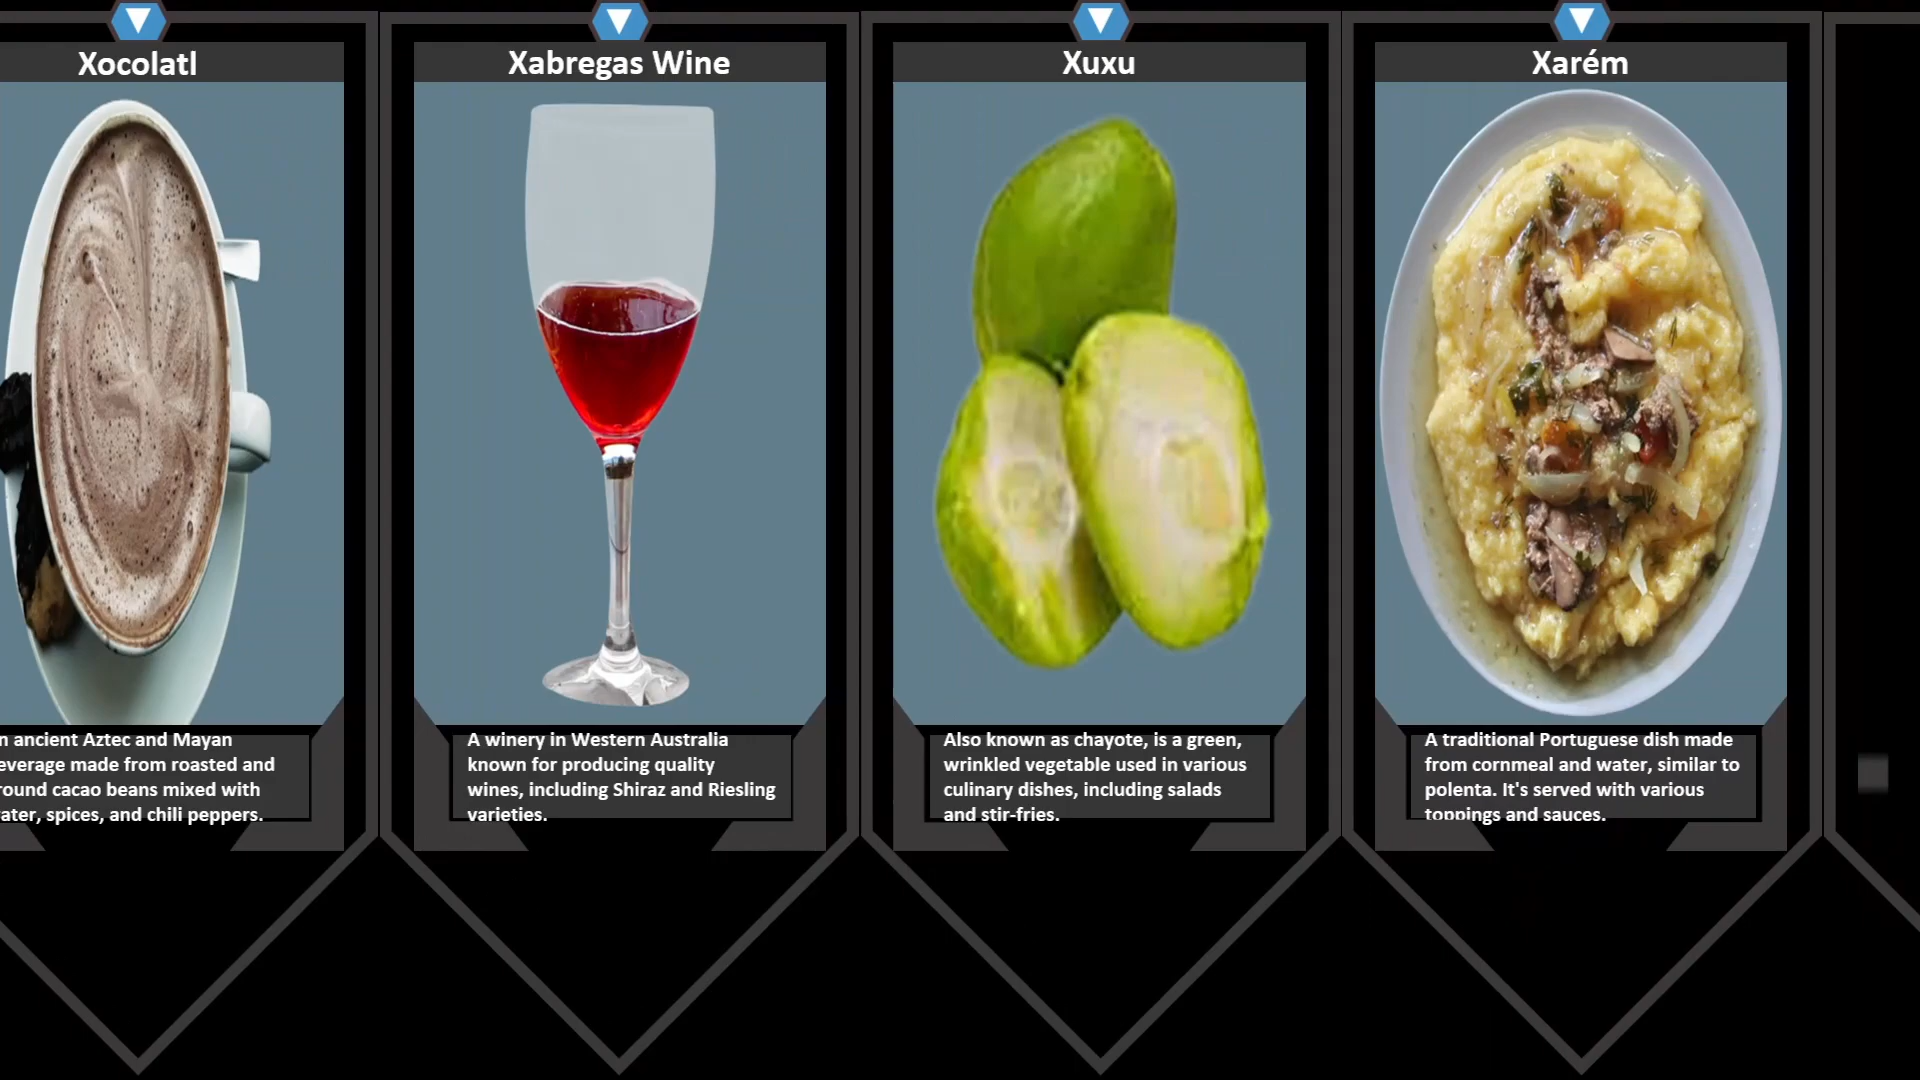 Xocolatl
n ancient Aztec and Mayan
everage made from roasted and
round cacao beans mixed with
ater, spices, and chili peppers.
Xabregas Wine
A winery in Western Australia
known for producing quality
wines, including Shiraz and Riesling
varieties.
Xuxu
Also known as chayote, is a green,
wrinkled vegetable used in various
culinary dishes, including salads
and stir-fries.
Xarém
A traditional Portuguese dish made
from cornmeal and water, similar to
polenta. It's served with various
toppings and sauces.